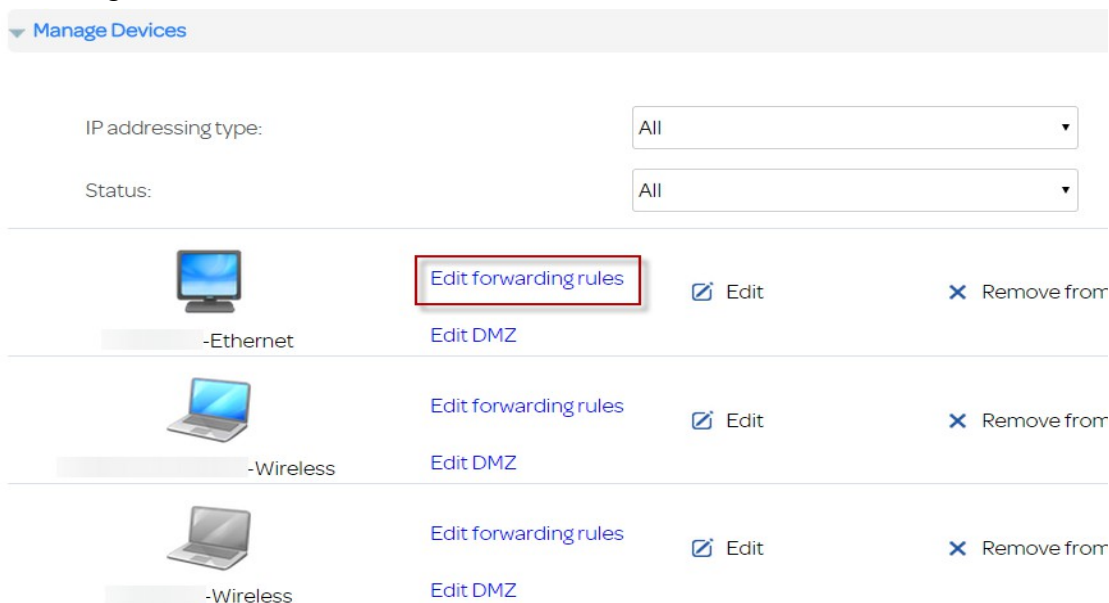 Manage Devices
IP addressing type:
All
Status:
All
Edit forwarding rules
Edit
Remove from
-Ethernet
Edit DMZ
Edit forwarding rules
Edit
Remove from
-Wireless
Edit DMZ
Edit forwarding rules
Edit
Remove from
-Wireless
Edit DMZ